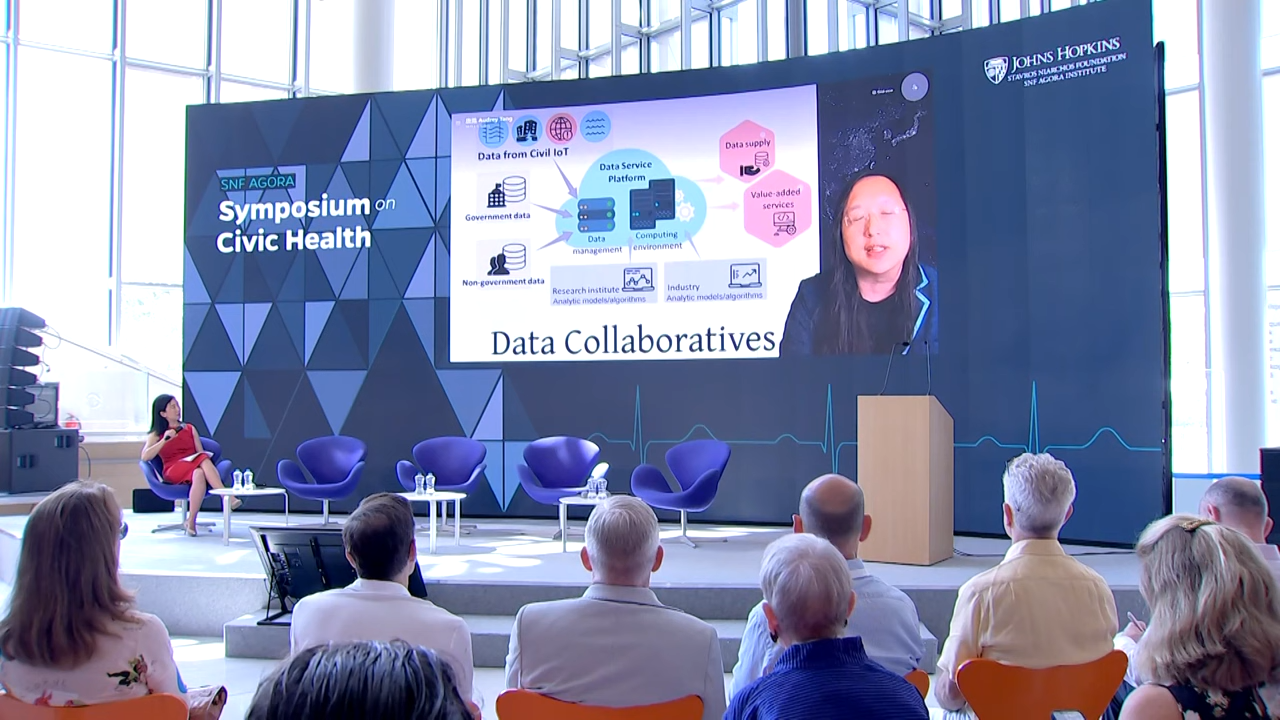 JOHNS HOPKINS
STAVROS NIARCHOS FOUNDATION
SNF AGORA INSTITUTE
SNF AGORA
Symposium on
Civic Health
Audrey Tang
Data from Civil IoT
Government data
Non-government data
Data Service
Platform
Data
management
Computing
environment
Data supply
Value-added
services
Research institute
Analytic models/algorithms
Industry
Analytic models/algorithms
Data Collaboratives